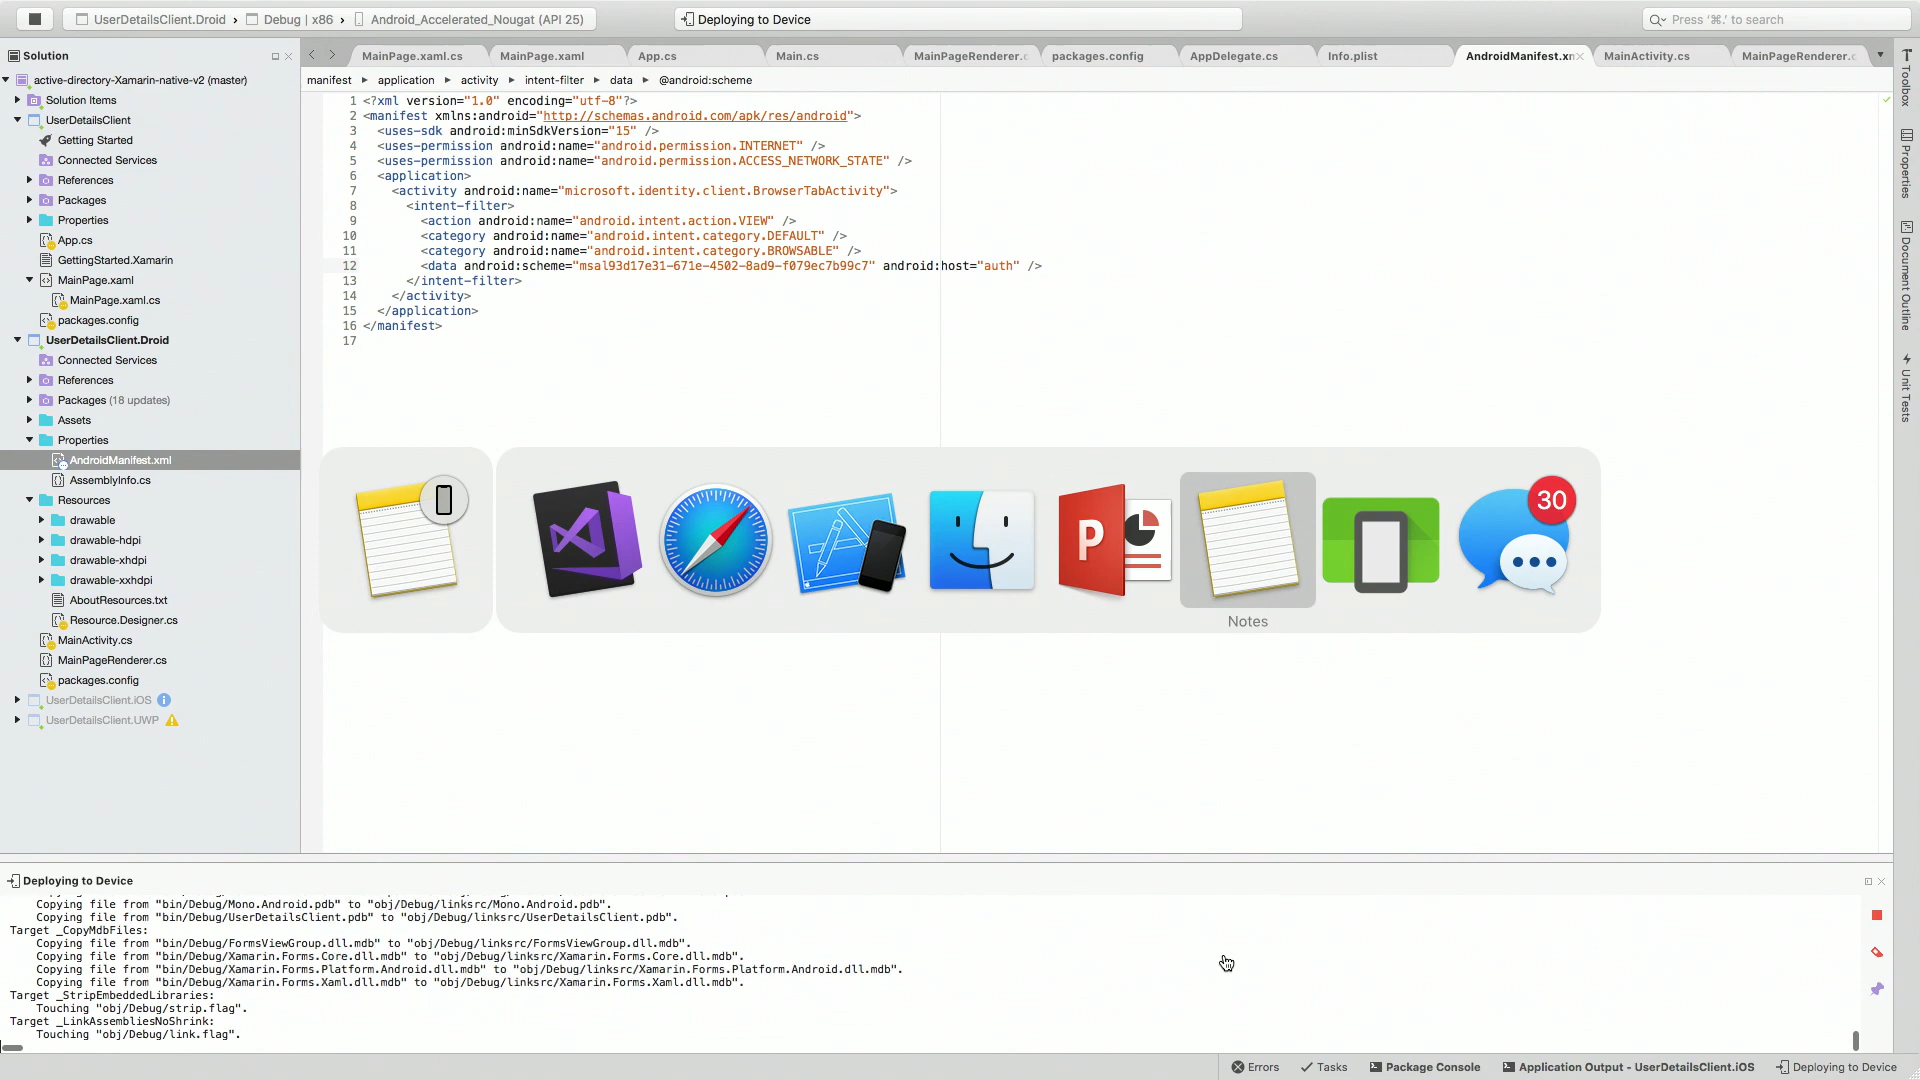 UserDetailsClient.Droid › Debug | x86 › Android_Accelerated_Nougat (API 25)
Deploying to Device
Press '⌘.' to search
Solution
MainPage.xaml.cs
MainPage.xaml
App.cs
Main.cs
MainPageRenderer.c
packages.config
AppDelegate.cs
Info.plist
AndroidManifest.xm
MainActivity.cs
MainPageRenderer.c
manifest ▸ application ▸ activity ▸ intent-filter ▸ data ▸ @android:scheme
active-directory-Xamarin-native-v2 (master)
Solution Items
UserDetailsClient
Getting Started
Connected Services
References
Packages
Properties
App.cs
GettingStarted.Xamarin
MainPage.xaml
MainPage.xaml.cs
packages.config
UserDetailsClient.Droid
Connected Services
References
Packages (18 updates)
Assets
Properties
AndroidManifest.xml
AssemblyInfo.cs
Resources
drawable
drawable-hdpi
drawable-xhdpi
drawable-xxhdpi
AboutResources.txt
Resource.Designer.cs
MainActivity.cs
MainPageRenderer.cs
packages.config
UserDetailsClient.iOS
UserDetailsClient.UWP
1 <?xml version="1.0" encoding="utf-8"?>
2 <manifest xmlns:android="http://schemas.android.com/apk/res/android">
3 <uses-sdk android:minSdkVersion="15" />
4 <uses-permission android:name="android.permission.INTERNET" />
5 <uses-permission android:name="android.permission.ACCESS_NETWORK_STATE" />
6 <application>
7 <activity android:name="microsoft.identity.client.BrowserTabActivity">
8 <intent-filter>
9 <action android:name="android.intent.action.VIEW" />
10 <category android:name="android.intent.category.DEFAULT" />
11 <category android:name="android.intent.category.BROWSABLE" />
12 <data android:scheme="msal93d17e31-671e-4502-8ad9-f079ec7b99c7" android:host="auth" />
13 </intent-filter>
14 </activity>
15 </application>
16 </manifest>
17
P
30
Notes
Toolbox
Properties
Document Outline
Unit Tests
Deploying to Device
Copying file from "bin/Debug/Mono.Android.pdb" to "obj/Debug/linksrc/Mono.Android.pdb".
Copying file from "bin/Debug/UserDetailsClient.pdb" to "obj/Debug/linksrc/UserDetailsClient.pdb".
Target _CopyMdbFiles:
Copying file from "bin/Debug/FormsViewGroup.dll.mdb" to "obj/Debug/linksrc/FormsViewGroup.dll.mdb".
Copying file from "bin/Debug/Xamarin.Forms.Core.dll.mdb" to "obj/Debug/linksrc/Xamarin.Forms.Core.dll.mdb".
Copying file from "bin/Debug/Xamarin.Forms.Platform.Android.dll.mdb" to "obj/Debug/linksrc/Xamarin.Forms.Platform.Android.dll.mdb".
Copying file from "bin/Debug/Xamarin.Forms.Xaml.dll.mdb" to "obj/Debug/linksrc/Xamarin.Forms.Xaml.dll.mdb".
Target _StripEmbeddedLibraries:
Touching "obj/Debug/strip.flag".
Target _LinkAssembliesNoShrink:
Touching "obj/Debug/link.flag".
Errors
Tasks
Package Console
Application Output - UserDetailsClient.iOS
Deploying to Device